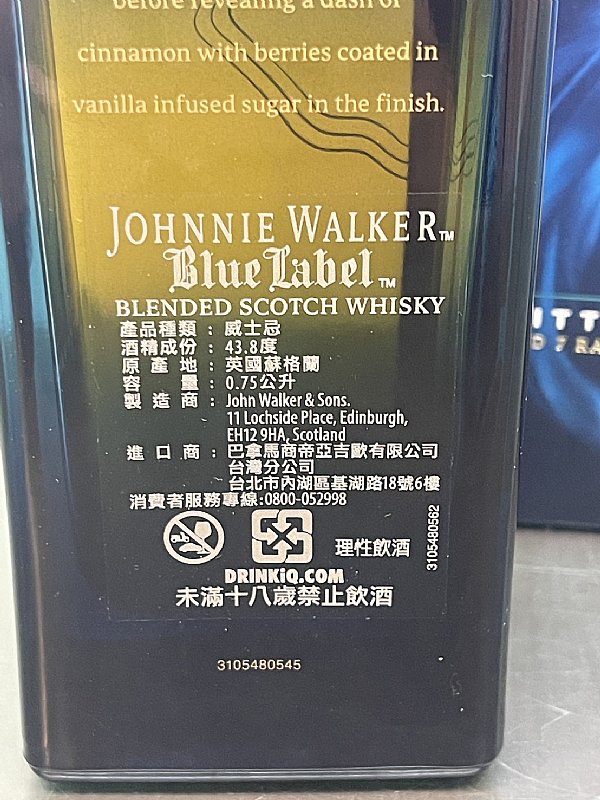 before revealing a dash of
cinnamon with berries coated in
vanilla infused sugar in the finish.
JOHNNIE WALKER™
Blue Label™
BLENDED SCOTCH WHISKY
產品種類：威士忌
酒精成份：43.8度
原產地：英國蘇格蘭
容量：0.75公升
製造商：John Walker & Sons.
11 Lochside Place, Edinburgh,
EH12 9HA, Scotland
進口商：巴拿馬商帝亞吉歐有限公司
台灣分公司
台北市內湖區基湖路18號6樓
消費者服務專線:0800-052998
理性飲酒
3105480562
DRINKiQ.COM
未滿十八歲禁止飲酒
3105480545